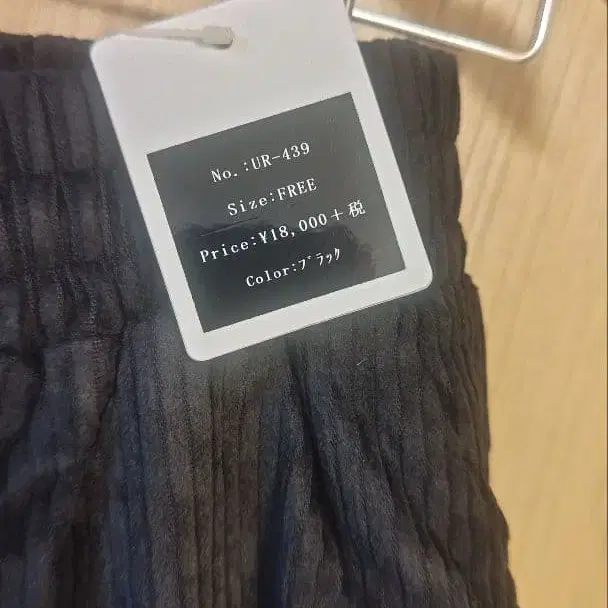 No.:UR-439
Size:FREE
Price:¥18,000＋税
Color:ﾌﾞﾗｯｸ